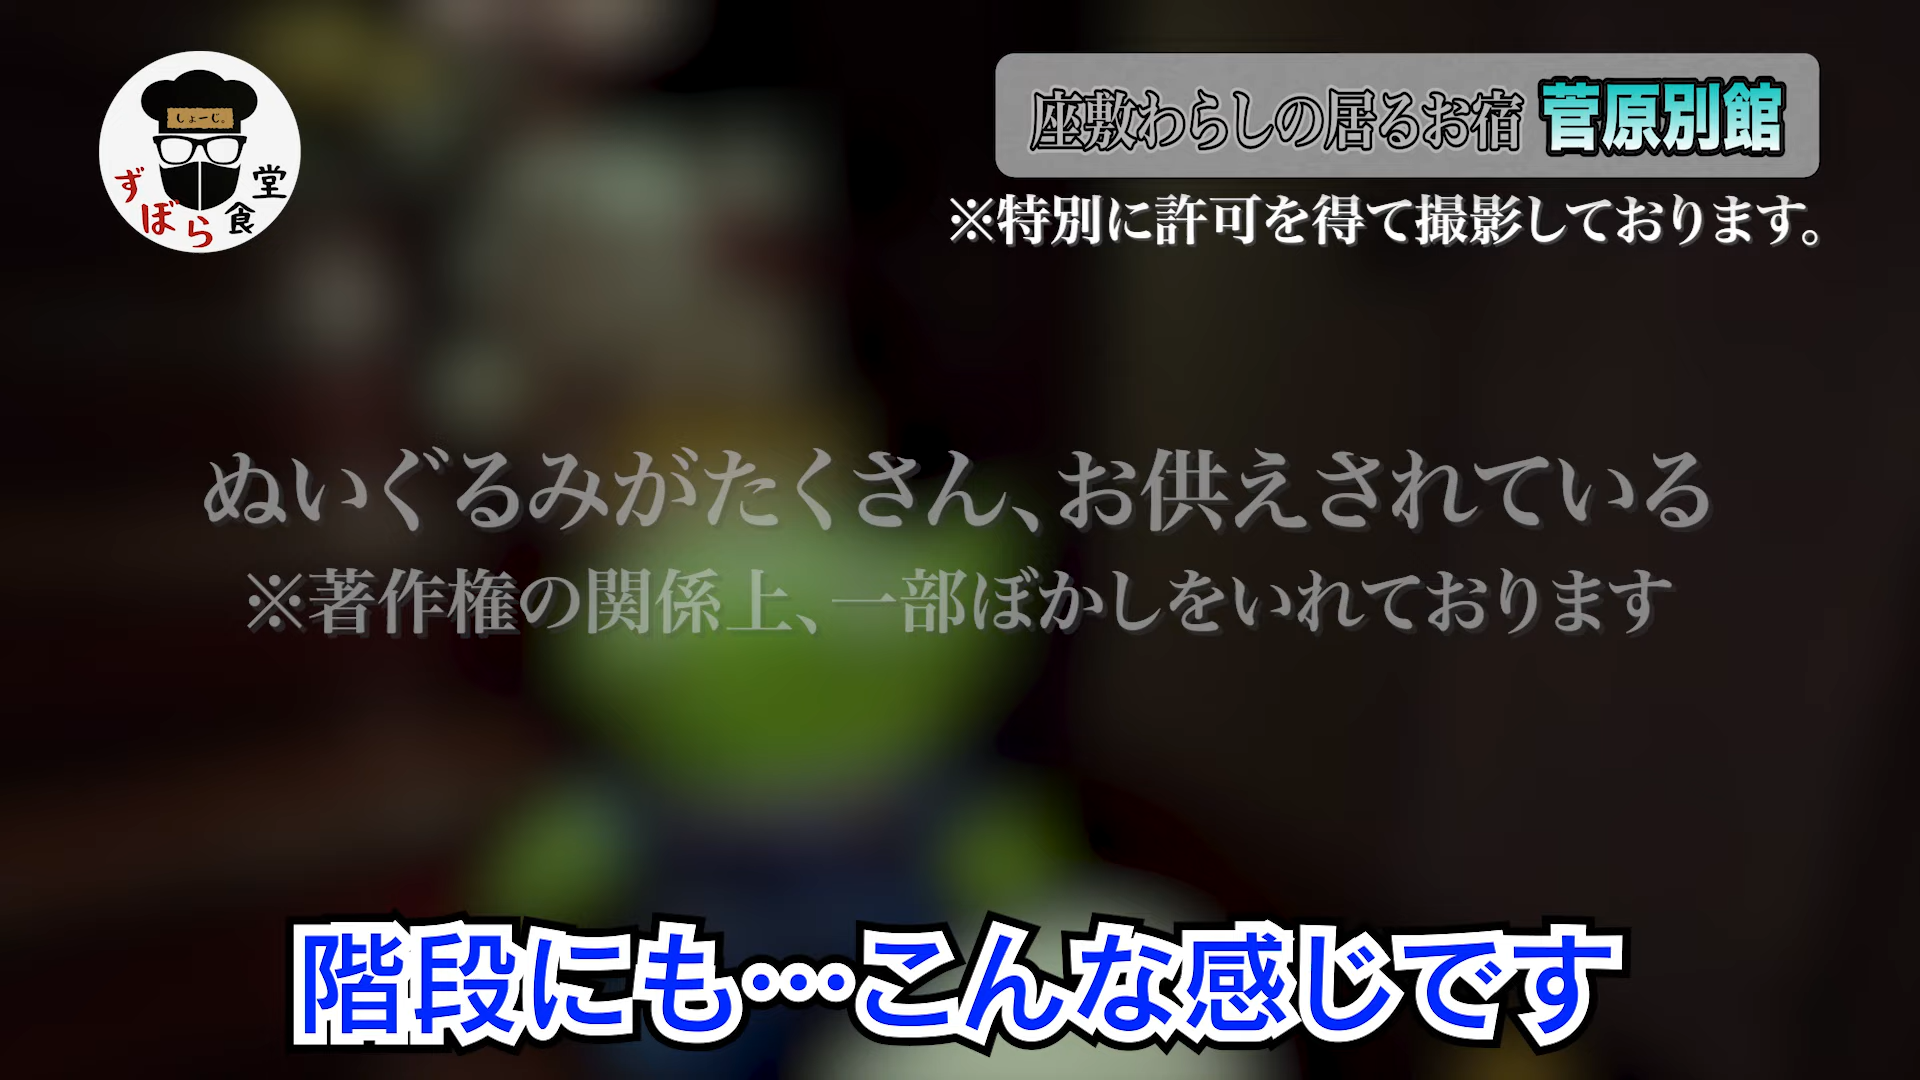 しょーじ。
ずぼら食堂
座敷わらしの居るお宿 菅原別館
※特別に許可を得て撮影しております。
ぬいぐるみがたくさん、お供えされている
※著作権の関係上、一部ぼかしをいれております
階段にも…こんな感じです